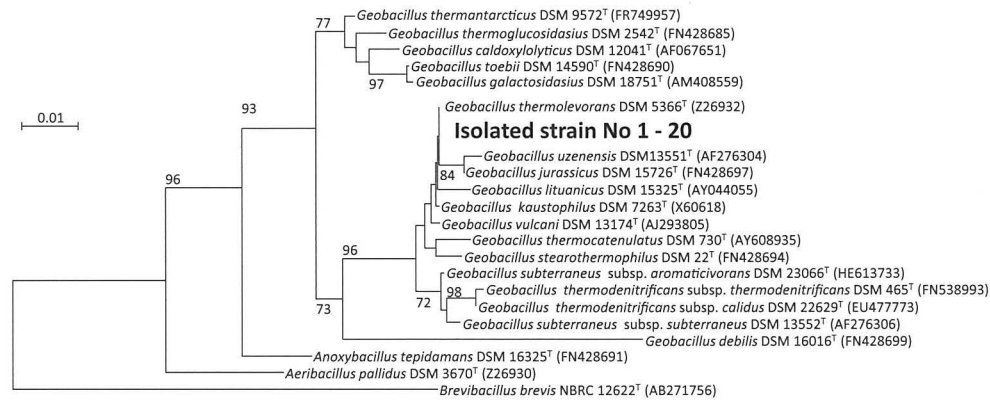 77
Geobacillus thermantarcticus DSM 9572ᵀ (FR749957)
Geobacillus thermoglucosidasius DSM 2542ᵀ (FN428685)
Geobacillus caldoxylolyticus DSM 12041ᵀ (AF067651)
Geobacillus toebii DSM 14590ᵀ (FN428690)
Geobacillus galactosidasius DSM 18751ᵀ (AM408559)
97
93
0.01
Geobacillus thermolevorans DSM 5366ᵀ (Z26932)
Isolated strain No 1 - 20
Geobacillus uzenensis DSM13551ᵀ (AF276304)
Geobacillus jurassicus DSM 15726ᵀ (FN428697)
84
96
Geobacillus lituanicus DSM 15325ᵀ (AY044055)
Geobacillus kaustophilus DSM 7263ᵀ (X60618)
Geobacillus vulcani DSM 13174ᵀ (AJ293805)
Geobacillus thermocatenulatus DSM 730ᵀ (AY608935)
96
Geobacillus stearothermophilus DSM 22ᵀ (FN428694)
Geobacillus subterraneus subsp. aromaticivorans DSM 23066ᵀ (HE613733)
98
Geobacillus thermodenitrificans subsp. thermodenitrificans DSM 465ᵀ (FN538993)
73
72
Geobacillus thermodenitrificans subsp. calidus DSM 22629ᵀ (EU477773)
Geobacillus subterraneus subsp. subterraneus DSM 13552ᵀ (AF276306)
Geobacillus debilis DSM 16016ᵀ (FN428699)
Anoxybacillus tepidamans DSM 16325ᵀ (FN428691)
Aeribacillus pallidus DSM 3670ᵀ (Z26930)
Brevibacillus brevis NBRC 12622ᵀ (AB271756)